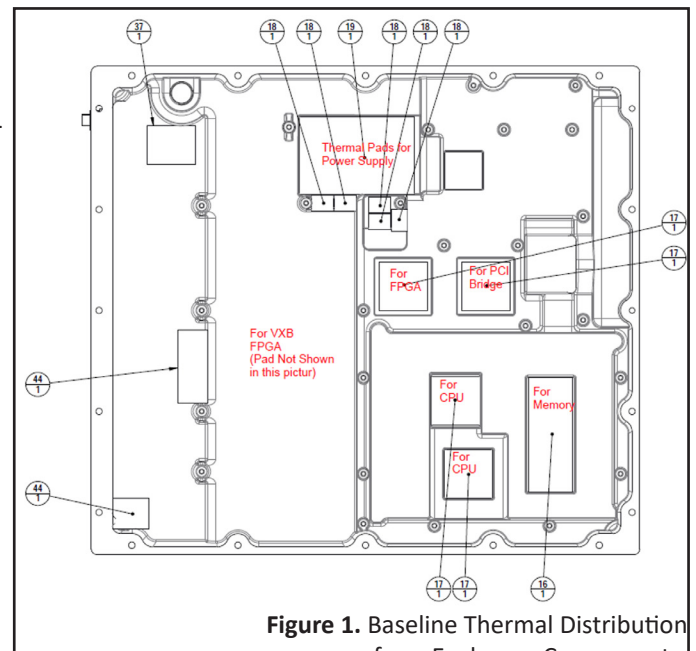 37
1
18
1
18
1
19
1
18
1
18
1
18
1
Thermal Pads for
Power Supply
17
1
17
1
For
FPGA
For PCI
Bridge
For VXB
FPGA
(Pad Not Shown
in this pictur)
44
1
For
CPU
For
Memory
For
CPU
44
1
17
1
17
1
16
1
Figure 1. Baseline Thermal Distribution